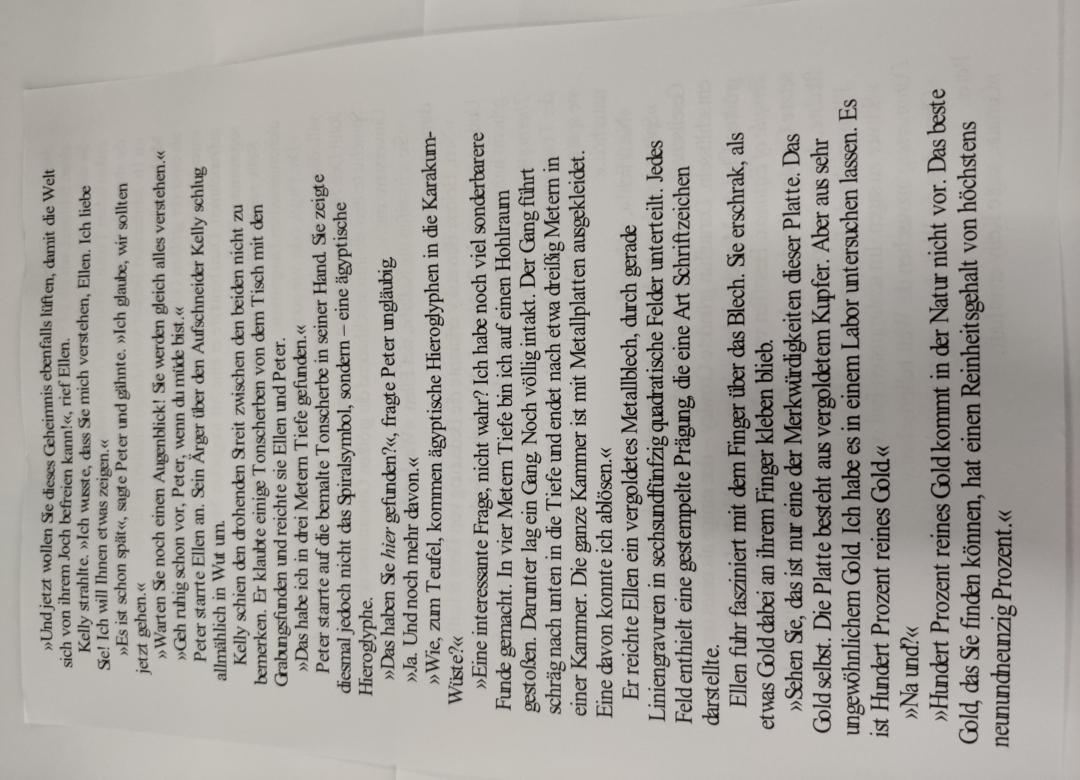 »Und jetzt wollen Sie dieses Geheimnis ebenfalls lüften, damit die Welt
sich von ihrem Joch befreien kann!«, rief Ellen.
Kelly strahlte. »Ich wusste, dass Sie mich verstehen, Ellen. Ich liebe
Sie! Ich will Ihnen etwas zeigen.«
»Es ist schon spät«, sagte Peter und gähnte. »Ich glaube, wir sollten
jetzt gehen.«
»Warten Sie noch einen Augenblick! Sie werden gleich alles verstehen.«
»Geh ruhig schon vor, Peter, wenn du müde bist.«
Peter starrte Ellen an. Sein Ärger über den Aufschneider Kelly schlug
allmählich in Wut um.
Kelly schien den drohenden Streit zwischen den beiden nicht zu
bemerken. Er klaubte einige Tonscherben von dem Tisch mit den
Grabungsfunden und reichte sie Ellen und Peter.
»Das habe ich in drei Metern Tiefe gefunden.«
Peter starrte auf die bemalte Tonscherbe in seiner Hand. Sie zeigte
diesmal jedoch nicht das Spiralsymbol, sondern – eine ägyptische
Hieroglyphe.
»Das haben Sie hier gefunden?«, fragte Peter ungläubig.
»Ja. Und noch mehr davon.«
»Wie, zum Teufel, kommen ägyptische Hieroglyphen in die Karakum-
Wüste?«
»Eine interessante Frage, nicht wahr? Ich habe noch viel sonderbarere
Funde gemacht. In vier Metern Tiefe bin ich auf einen Hohlraum
gestoßen. Darunter lag ein Gang. Noch völlig intakt. Der Gang führt
schräg nach unten in die Tiefe und endet nach etwa dreißig Metern in
einer Kammer. Die ganze Kammer ist mit Metallplatten ausgekleidet.
Eine davon konnte ich ablösen.«
Er reichte Ellen ein vergoldetes Metallblech, durch gerade
Liniengravuren in sechsundfünfzig quadratische Felder unterteilt. Jedes
Feld enthielt eine gestempelte Prägung, die eine Art Schriftzeichen
darstellte.
Ellen fuhr fasziniert mit dem Finger über das Blech. Sie erschrak, als
etwas Gold dabei an ihrem Finger kleben blieb.
»Sehen Sie, das ist nur eine der Merkwürdigkeiten dieser Platte. Das
Gold selbst. Die Platte besteht aus vergoldetem Kupfer. Aber aus sehr
ungewöhnlichem Gold. Ich habe es in einem Labor untersuchen lassen. Es
ist Hundert Prozent reines Gold.«
»Na und?«
»Hundert Prozent reines Gold kommt in der Natur nicht vor. Das beste
Gold, das Sie finden können, hat einen Reinheitsgehalt von höchstens
neunundneunzig Prozent.«